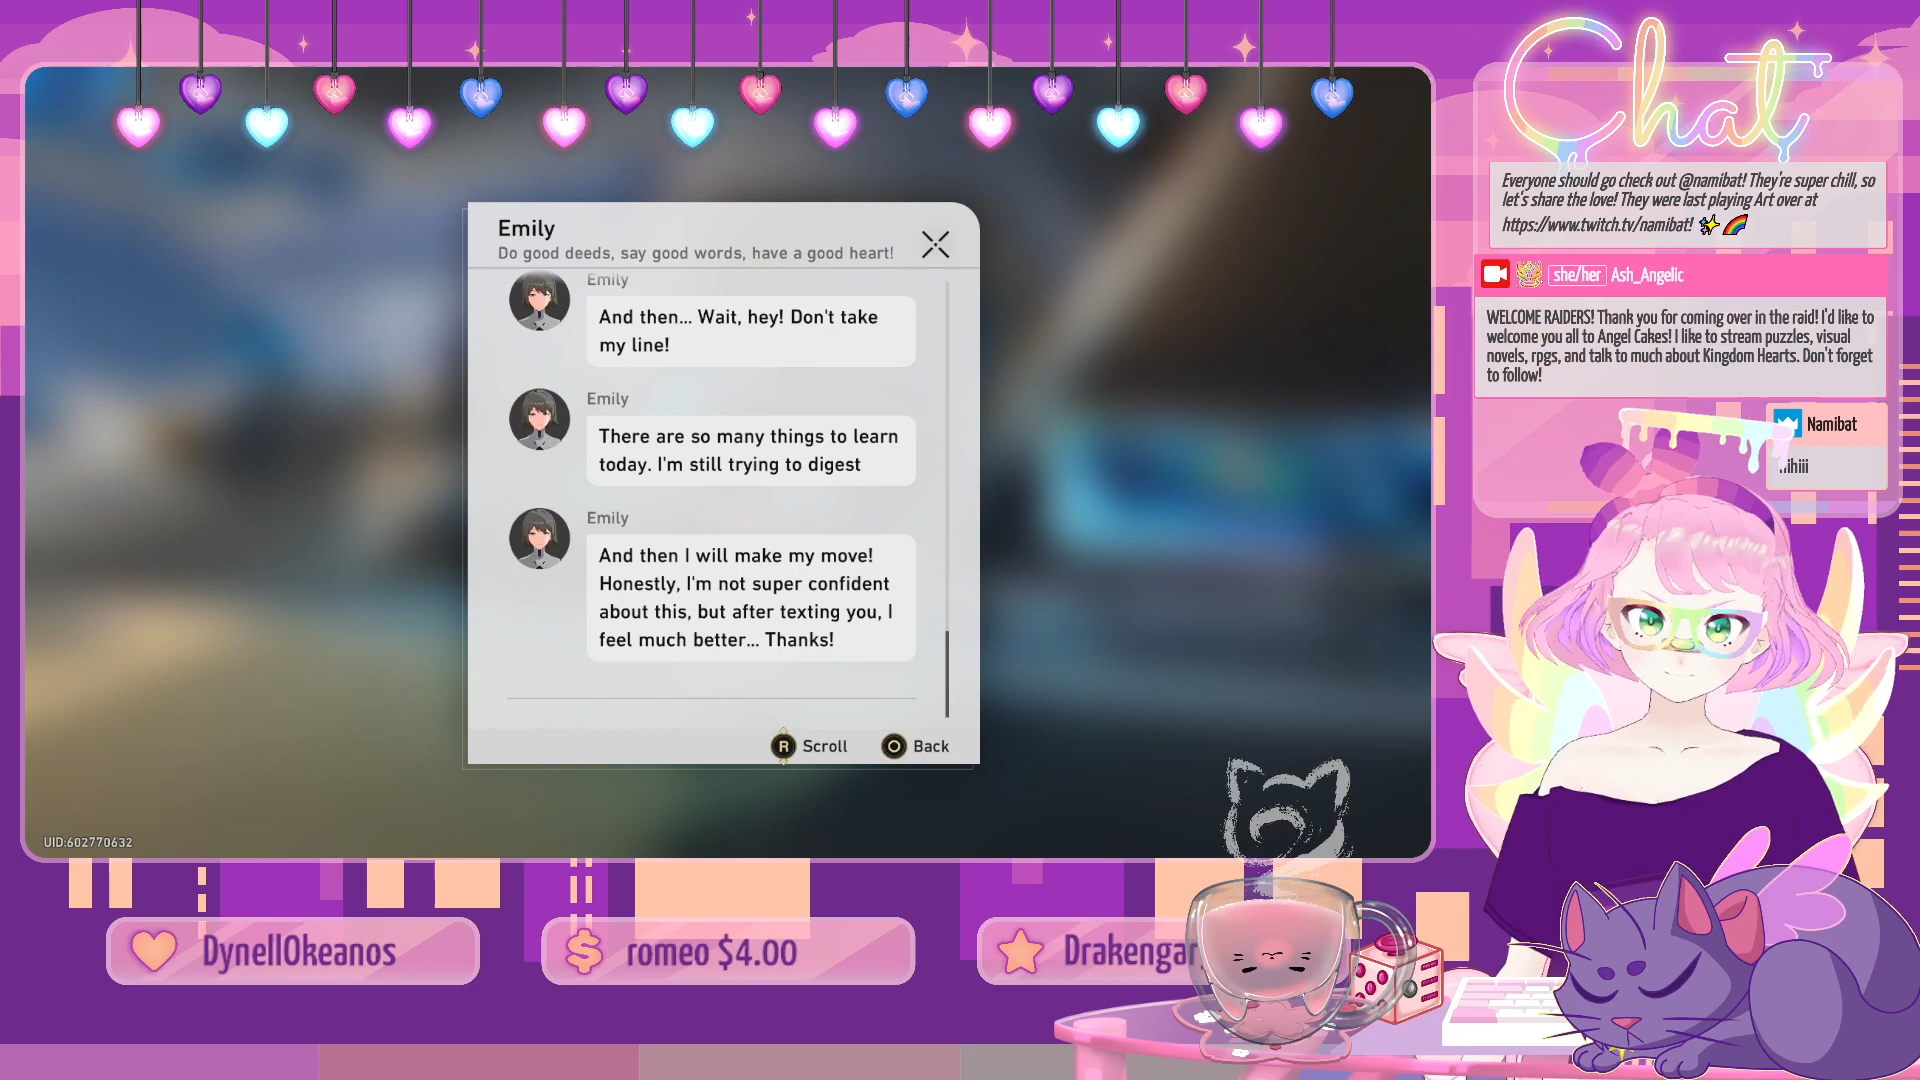 Chat
Everyone should go check out @namibat! They're super chill, so
let's share the love! They were last playing Art over at
https://www.twitch.tv/namibat! ✨🌈
she/her Ash_Angelic
WELCOME RAIDERS! Thank you for coming over in the raid! I'd like to
welcome you all to Angel Cakes! I like to stream puzzles, visual
novels, rpgs, and talk to much about Kingdom Hearts. Don't forget
to follow!
Namibat
Emily
Do good deeds, say good words, have a good heart!
Emily
And then... Wait, hey! Don't take
my line!
Emily
There are so many things to learn
today. I'm still trying to digest
Emily
And then I will make my move!
Honestly, I'm not super confident
about this, but after texting you, I
feel much better... Thanks!
R Scroll
Back
UID:602770632
DynellOkeanos
romeo $4.00
Drakengar